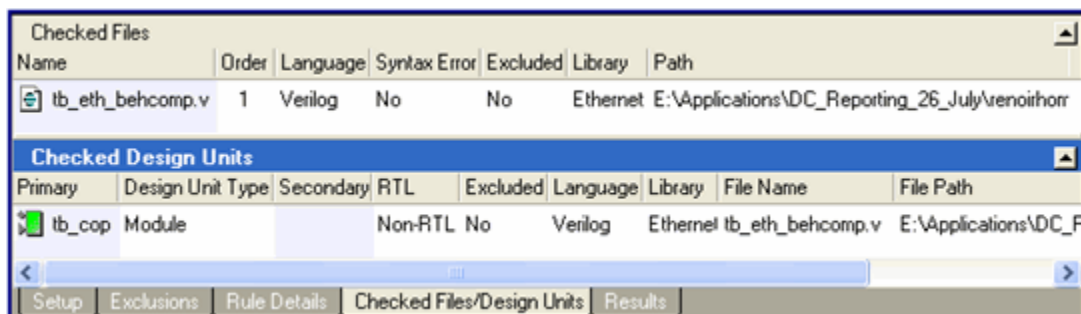 Checked Files
Name Order Language Syntax Error Excluded Library Path
tb_eth_behcomp.v 1 Verilog No No Ethernet E:\Applications\DC_Reporting_26_July\renoirhorr
Checked Design Units
Primary Design Unit Type Secondary RTL Excluded Language Library File Name File Path
tb_cop Module Non-RTL No Verilog Ethernet tb_eth_behcomp.v E:\Applications\DC_F
Setup Exclusions Rule Details Checked Files/Design Units Results